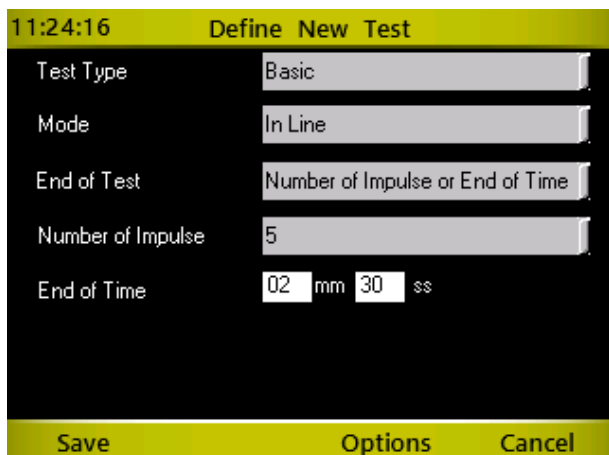 11:24:16 Define New Test
Test Type Basic
Mode In Line
End of Test Number of Impulse or End of Time
Number of Impulse 5
End of Time 02 mm 30 ss
Save Options Cancel